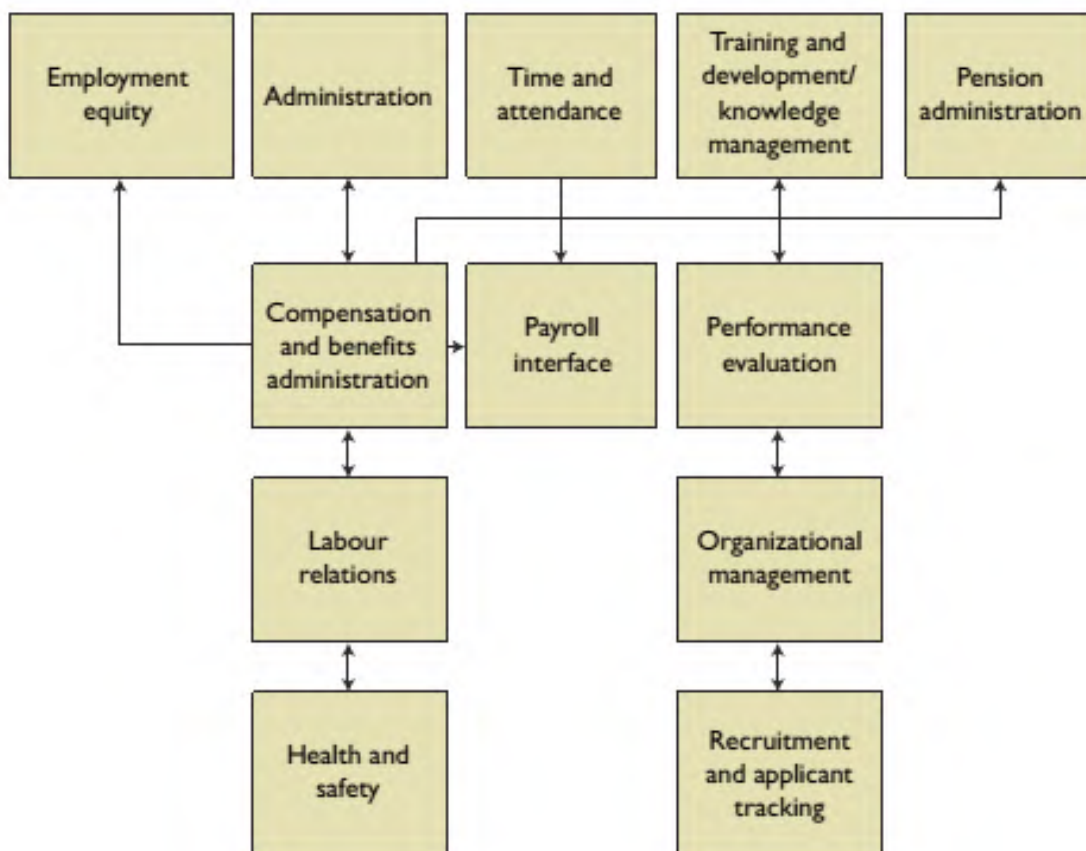 Employment
equity
Administration
Time and
attendance
Training and
development/
knowledge
management
Pension
administration
Compensation
and benefits
administration
Payroll
interface
Performance
evaluation
Labour
relations
Organizational
management
Health and
safety
Recruitment
and applicant
tracking